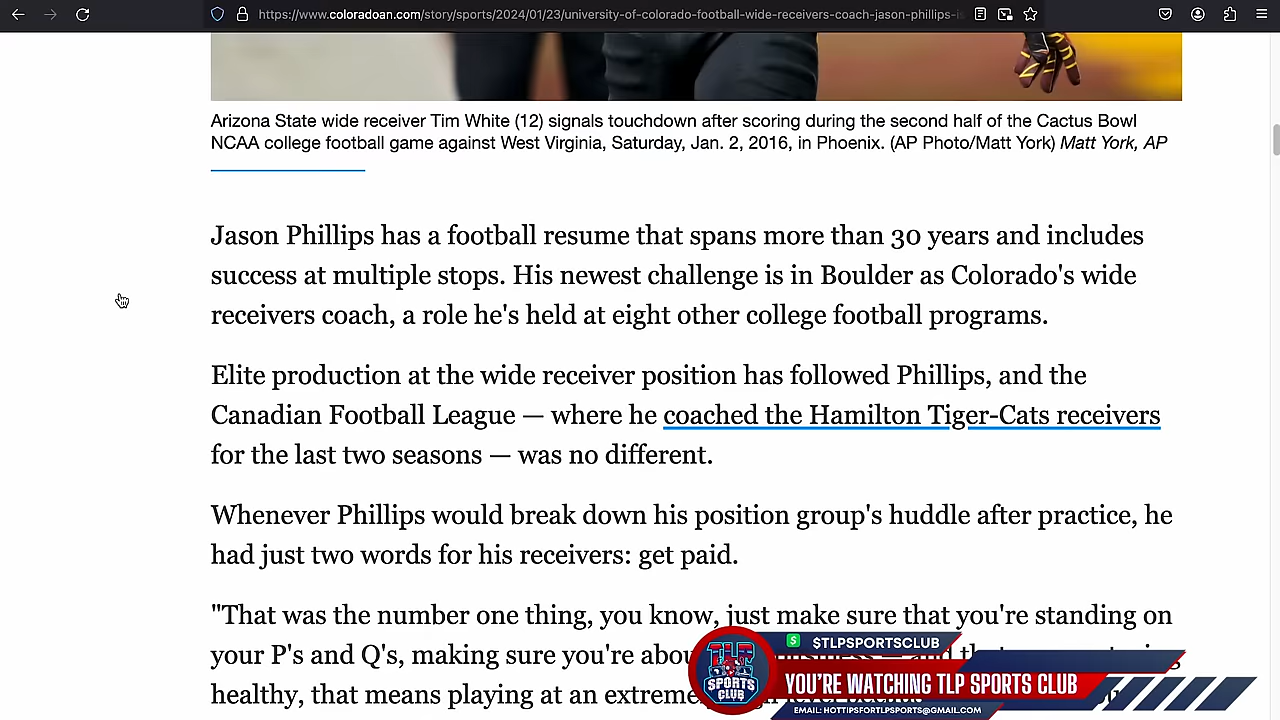 https://www.coloradoan.com/story/sports/2024/01/23/university-of-colorado-football-wide-receivers-coach-jason-phillips-is
Arizona State wide receiver Tim White (12) signals touchdown after scoring during the second half of the Cactus Bowl
NCAA college football game against West Virginia, Saturday, Jan. 2, 2016, in Phoenix. (AP Photo/Matt York) Matt York, AP
Jason Phillips has a football resume that spans more than 30 years and includes
success at multiple stops. His newest challenge is in Boulder as Colorado's wide
receivers coach, a role he's held at eight other college football programs.
Elite production at the wide receiver position has followed Phillips, and the
Canadian Football League — where he coached the Hamilton Tiger-Cats receivers
for the last two seasons — was no different.
Whenever Phillips would break down his position group's huddle after practice, he
had just two words for his receivers: get paid.
"That was the number one thing, you know, just make sure that you're standing on
your P's and Q's, making sure you're
healthy, that means playing at an
$TLPSPORTSCLUB
TLP
SPORTS
CLUB
YOU'RE WATCHING TLP SPORTS CLUB
EMAIL: HOTTIPSFORTLPSPORTS@GMAIL.COM